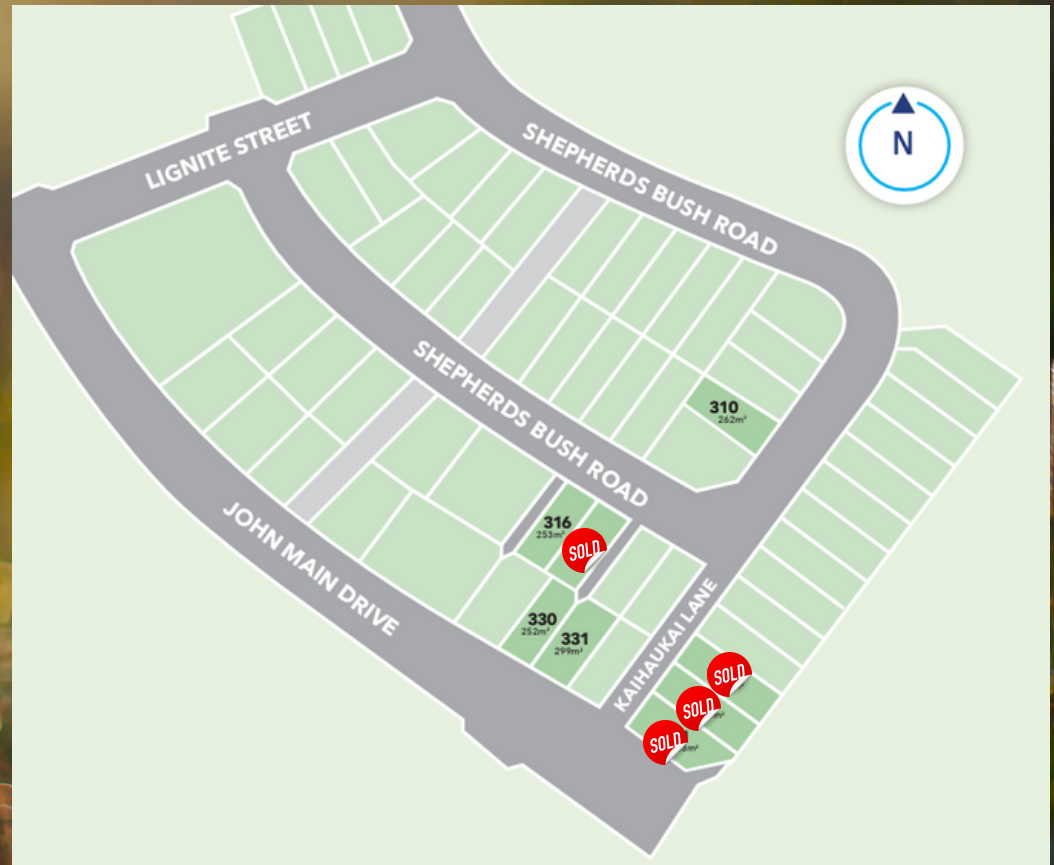 LIGNITE STREET
SHEPHERDS BUSH ROAD
N
SHEPHERDS BUSH ROAD
310
262m²
JOHN MAIN DRIVE
316
253m²
SOLD
330
252m²
331
299m²
KAIHAUKAI LANE
SOLD
SOLD
SOLD